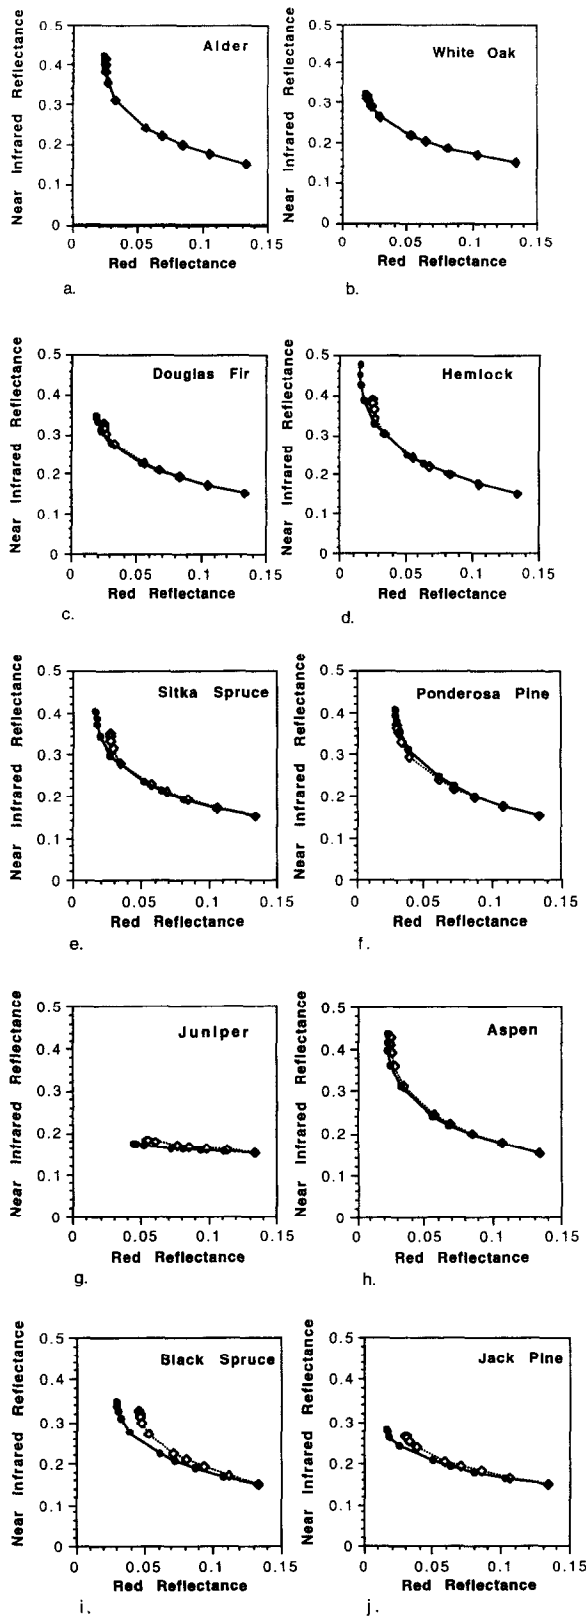 Near Infrared Reflectance
0.5
0.4
0.3
0.2
0.1
0
Alder
0.05
0.1
0.15
Red Reflectance
a.
Near Infrared Reflectance
0.5
0.4
0.3
0.2
0.1
0
White Oak
0
0.05
0.1
0.15
Red Reflectance
b.
Near Infrared Reflectance
0.5
0.4
0.3
0.2
0.1
0
Douglas Fir
0
0.05
0.1
0.15
Red Reflectance
c.
Near Infrared Reflectance
0.5
0.4
0.3
0.2
0.1
0
Hemlock
0
0.05
0.1
0.15
Red Reflectance
d.
Near Infrared Reflectance
0.5
0.4
0.3
0.2
0.1
0
Sitka Spruce
0
0.05
0.1
0.15
Red Reflectance
e.
Near Infrared Reflectance
0.5
0.4
0.3
0.2
0.1
0
Ponderosa Pine
0
0.05
0.1
0.15
Red Reflectance
f.
Near Infrared Reflectance
0.5
0.4
0.3
0.2
0.1
0
Juniper
0
0.05
0.1
0.15
Red Reflectance
g.
Near Infrared Reflectance
0.5
0.4
0.3
0.2
0.1
0
Aspen
0
0.05
0.1
0.15
Red Reflectance
h.
Near Infrared Reflectance
0.5
0.4
0.3
0.2
0.1
0
Black Spruce
0
0.05
0.1
0.15
Red Reflectance
i.
Near Infrared Reflectance
0.5
0.4
0.3
0.2
0.1
0
Jack Pine
0
0.05
0.1
0.15
Red Reflectance
j.